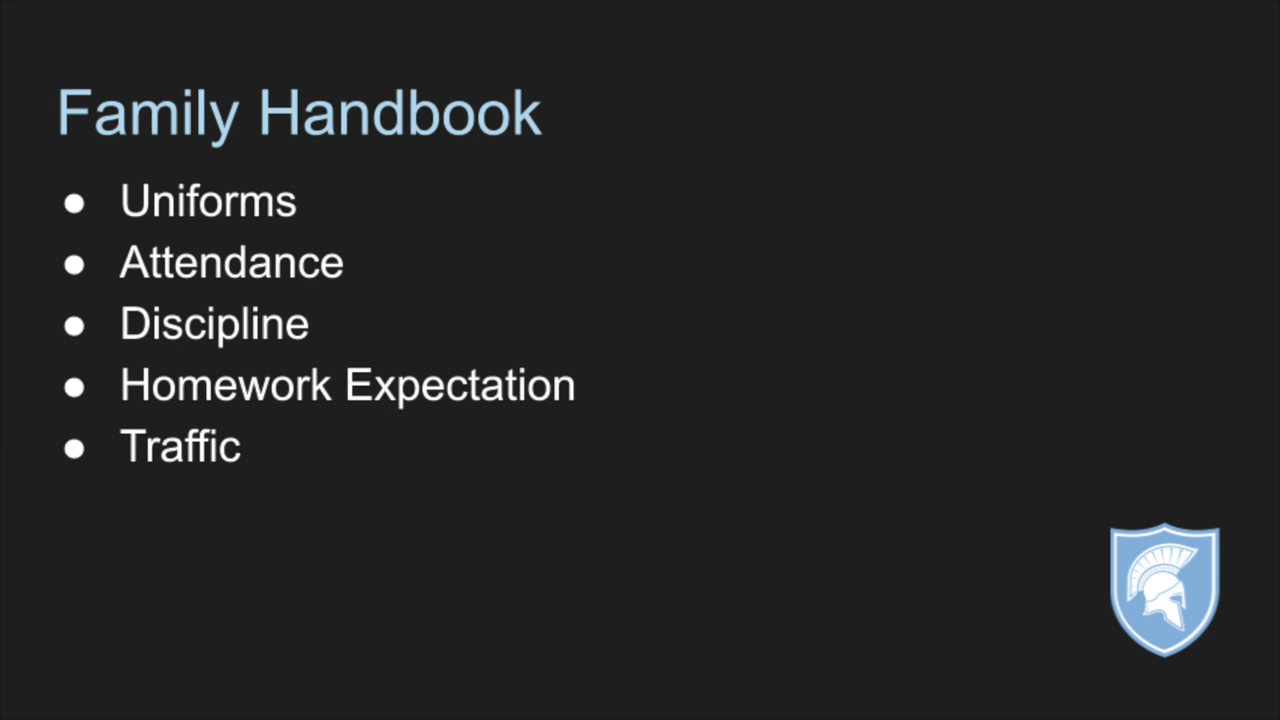 Family Handbook
● Uniforms
● Attendance
● Discipline
● Homework Expectation
● Traffic